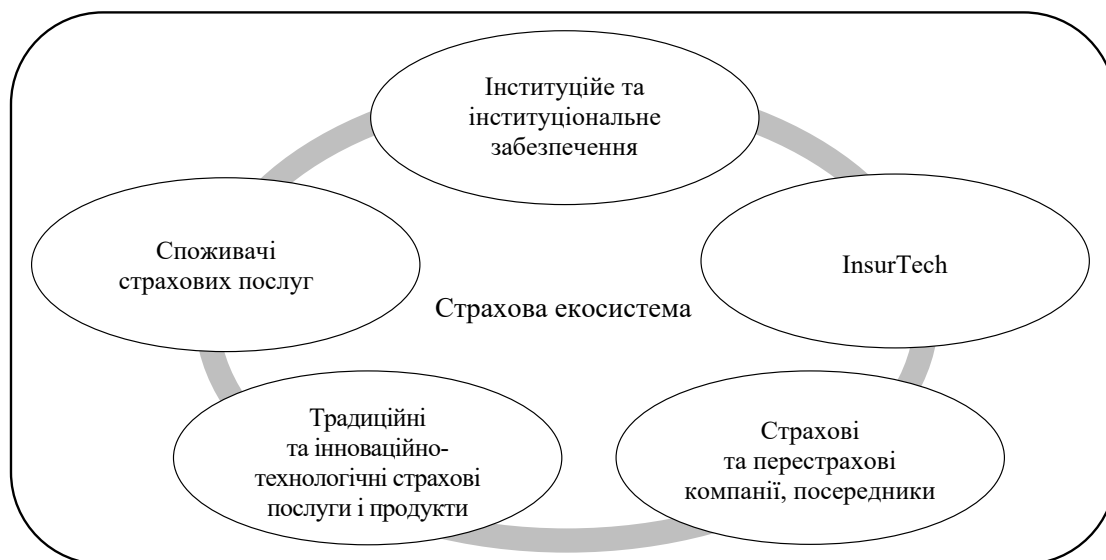 Інституційе та
інституціональне
забезпечення
Споживачі
страхових послуг
InsurTech
Страхова екосистема
Традиційні
та інноваційно-
технологічні страхові
послуги і продукти
Страхові
та перестрахові
компанії, посередники